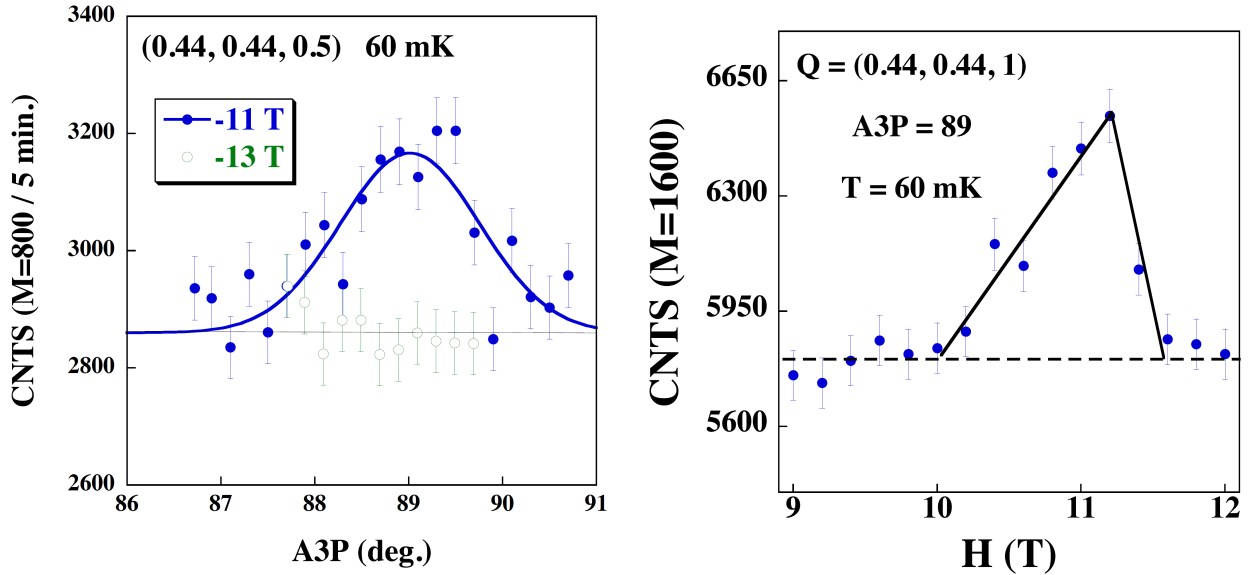 3400
3200
3000
2800
2600
CNTS (M=800 / 5 min.)
(0.44, 0.44, 0.5) 60 mK
-11 T
-13 T
86 87 88 89 90 91
A3P (deg.)
6650
6300
5950
5600
CNTS (M=1600)
Q = (0.44, 0.44, 1)
A3P = 89
T = 60 mK
9 10 11 12
H (T)